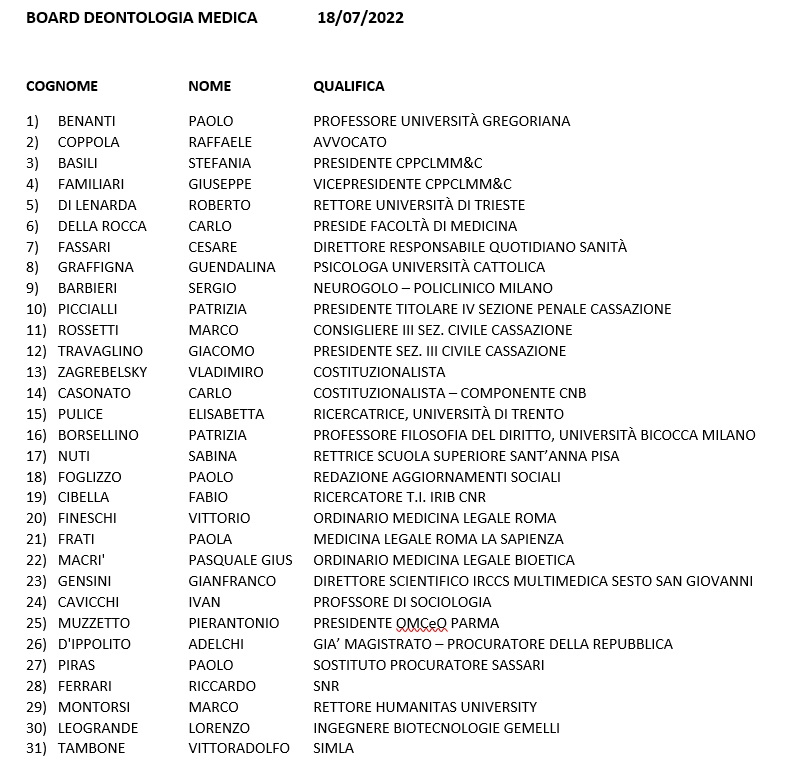 BOARD DEONTOLOGIA MEDICA 18/07/2022
COGNOME NOME QUALIFICA
1) BENANTI PAOLO PROFESSORE UNIVERSITÀ GREGORIANA
2) COPPOLA RAFFAELE AVVOCATO
3) BASILI STEFANIA PRESIDENTE CPPCLMM&C
4) FAMILIARI GIUSEPPE VICEPRESIDENTE CPPCLMM&C
5) DI LENARDA ROBERTO RETTORE UNIVERSITÀ DI TRIESTE
6) DELLA ROCCA CARLO PRESIDE FACOLTÀ DI MEDICINA
7) FASSARI CESARE DIRETTORE RESPONSABILE QUOTIDIANO SANITÀ
8) GRAFFIGNA GUENDALINA PSICOLOGA UNIVERSITÀ CATTOLICA
9) BARBIERI SERGIO NEUROGOLO – POLICLINICO MILANO
10) PICCIALLI PATRIZIA PRESIDENTE TITOLARE IV SEZIONE PENALE CASSAZIONE
11) ROSSETTI MARCO CONSIGLIERE III SEZ. CIVILE CASSAZIONE
12) TRAVAGLINO GIACOMO PRESIDENTE SEZ. III CIVILE CASSAZIONE
13) ZAGREBELSKY VLADIMIRO COSTITUZIONALISTA
14) CASONATO CARLO COSTITUZIONALISTA – COMPONENTE CNB
15) PULICE ELISABETTA RICERCATRICE, UNIVERSITÀ DI TRENTO
16) BORSELLINO PATRIZIA PROFESSORE FILOSOFIA DEL DIRITTO, UNIVERSITÀ BICOCCA MILANO
17) NUTI SABINA RETTRICE SCUOLA SUPERIORE SANT’ANNA PISA
18) FOGLIZZO PAOLO REDAZIONE AGGIORNAMENTI SOCIALI
19) CIBELLA FABIO RICERCATORE T.I. IRIB CNR
20) FINESCHI VITTORIO ORDINARIO MEDICINA LEGALE ROMA
21) FRATI PAOLA MEDICINA LEGALE ROMA LA SAPIENZA
22) MACRI' PASQUALE GIUS ORDINARIO MEDICINA LEGALE BIOETICA
23) GENSINI GIANFRANCO DIRETTORE SCIENTIFICO IRCCS MULTIMEDICA SESTO SAN GIOVANNI
24) CAVICCHI IVAN PROFSSORE DI SOCIOLOGIA
25) MUZZETTO PIERANTONIO PRESIDENTE OMCeO PARMA
26) D'IPPOLITO ADELCHI GIA’ MAGISTRATO – PROCURATORE DELLA REPUBBLICA
27) PIRAS PAOLO SOSTITUTO PROCURATORE SASSARI
28) FERRARI RICCARDO SNR
29) MONTORSI MARCO RETTORE HUMANITAS UNIVERSITY
30) LEOGRANDE LORENZO INGEGNERE BIOTECNOLOGIE GEMELLI
31) TAMBONE VITTORADOLFO SIMLA